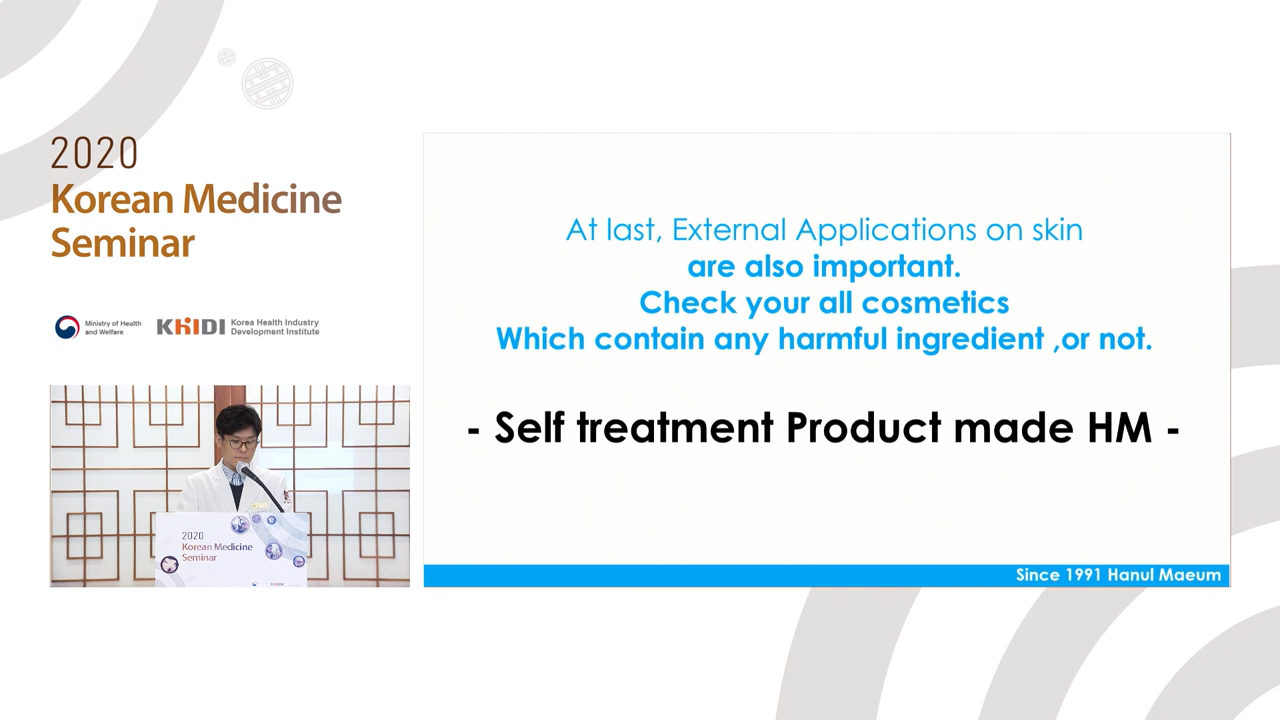 2020
Korean Medicine
Seminar
Ministry of Health
and Welfare
KHIDI
Korea Health Industry
Development Institute
At last, External Applications on skin
are also important.
Check your all cosmetics
Which contain any harmful ingredient ,or not.
- Self treatment Product made HM -
Since 1991 Hanul Maeum
2020
Korean Medicine
Seminar